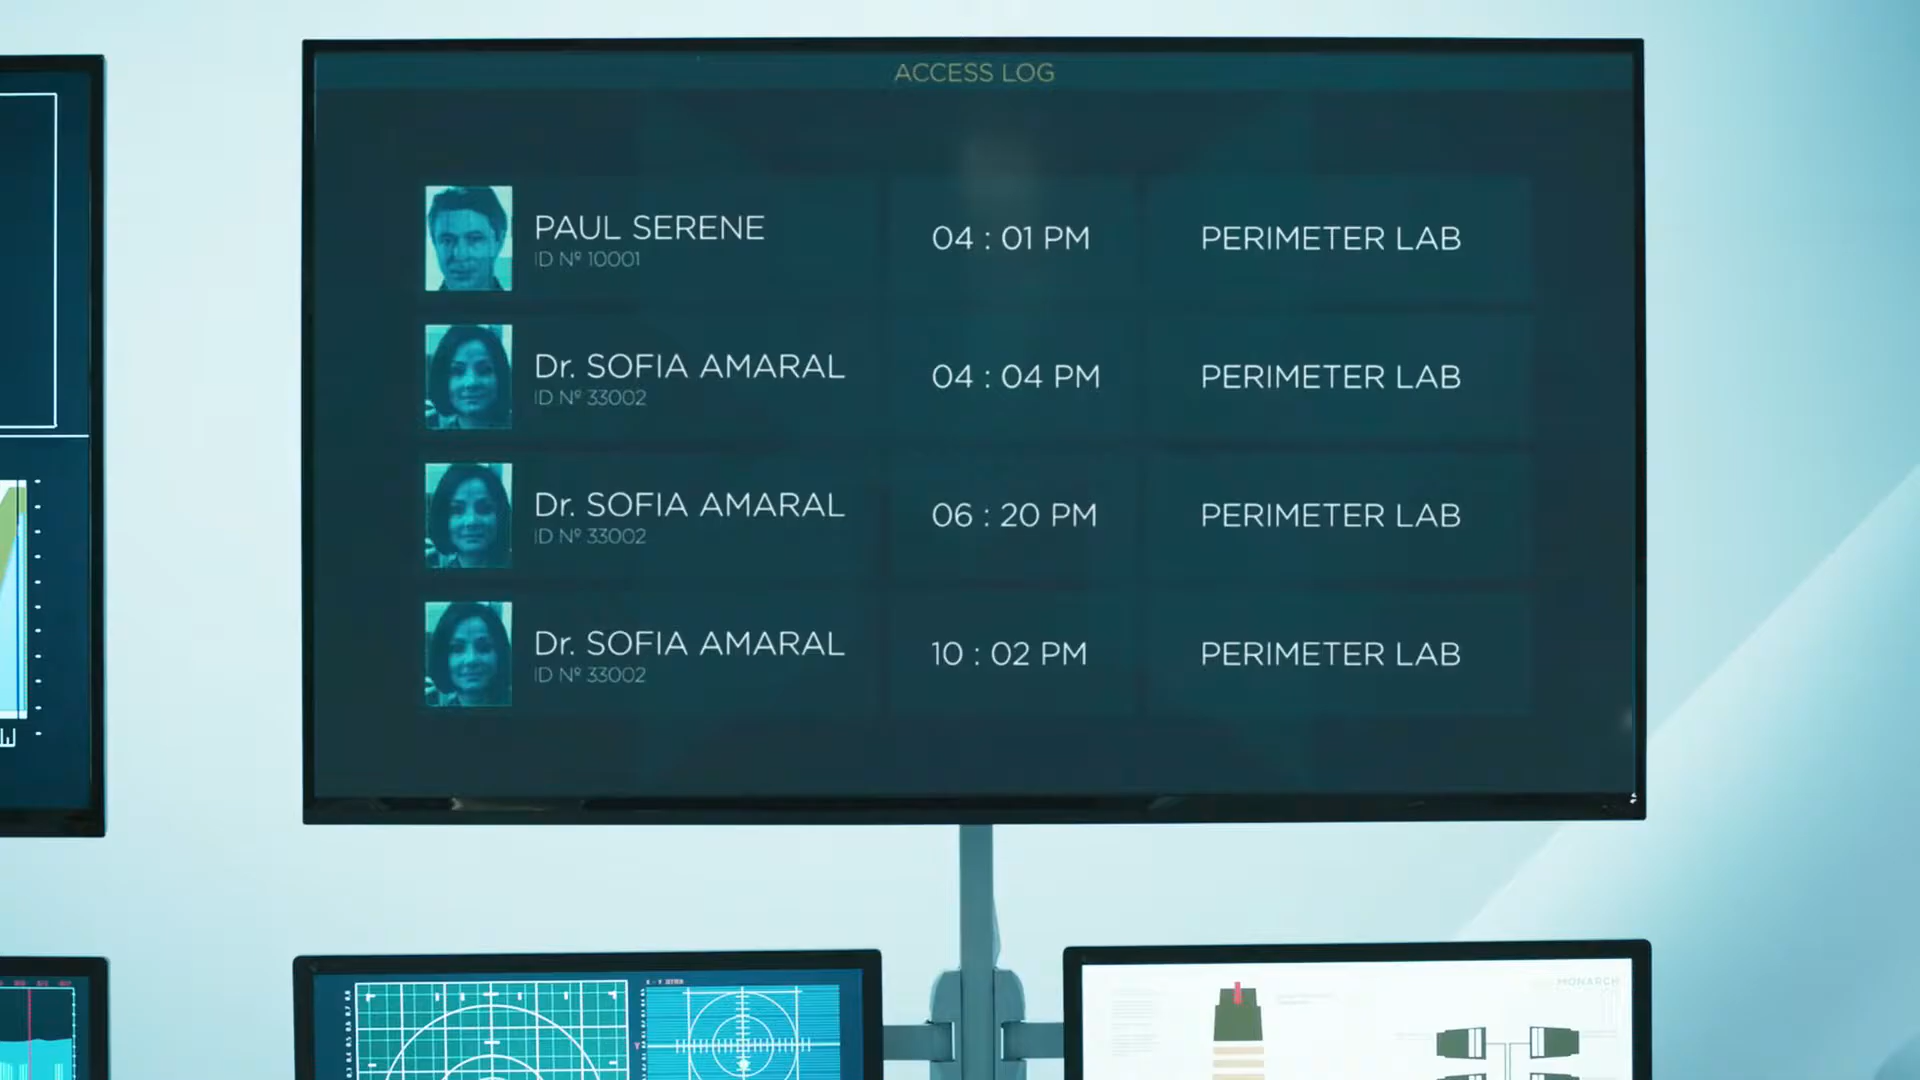 ACCESS LOG
PAUL SERENE
ID Nº 10001
04 : 01 PM
PERIMETER LAB
Dr. SOFIA AMARAL
ID Nº 33002
04 : 04 PM
PERIMETER LAB
Dr. SOFIA AMARAL
ID Nº 33002
06 : 20 PM
PERIMETER LAB
Dr. SOFIA AMARAL
ID Nº 33002
10 : 02 PM
PERIMETER LAB
MONARCH